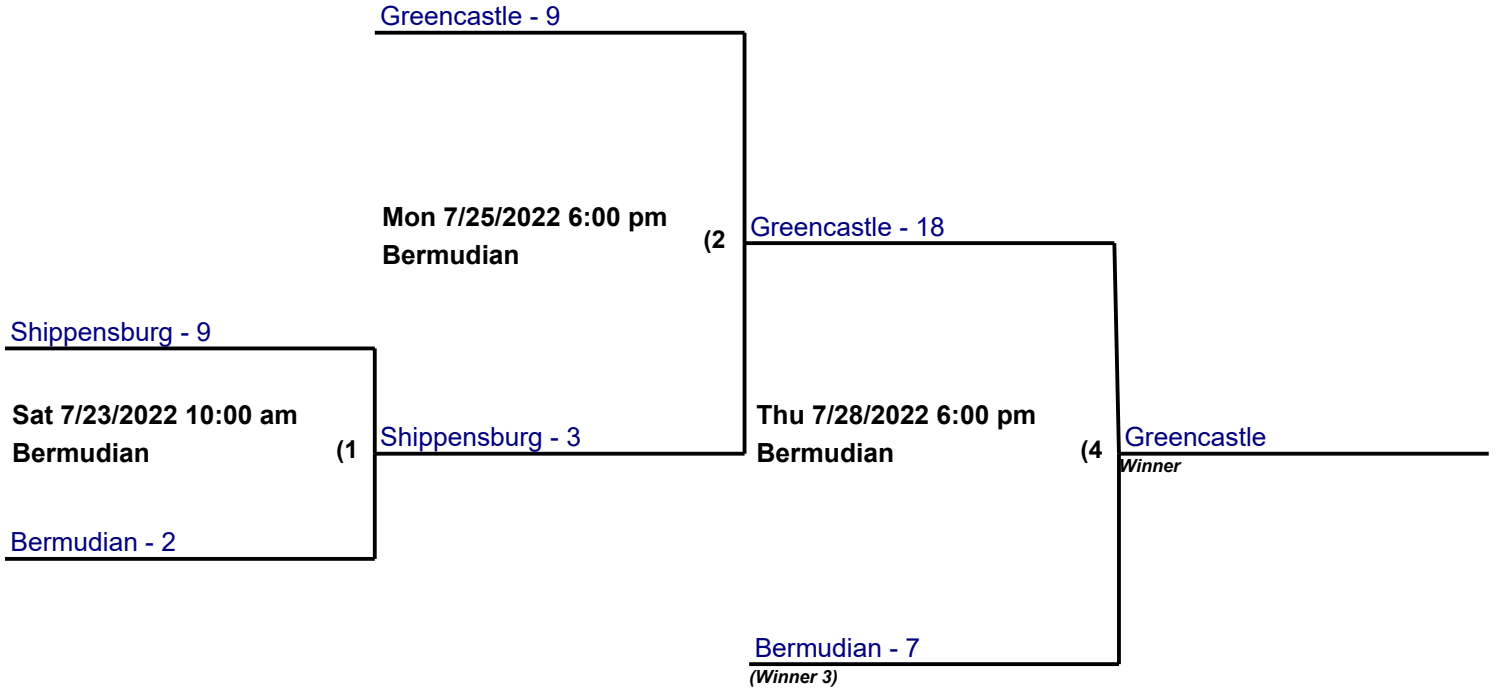 Greencastle - 9
Mon 7/25/2022 6:00 pm
Bermudian
(2
Greencastle - 18
Shippensburg - 9
Sat 7/23/2022 10:00 am
Bermudian
(1
Shippensburg - 3
Thu 7/28/2022 6:00 pm
Bermudian
(4
Greencastle
Winner
Bermudian - 2
Bermudian - 7
(Winner 3)